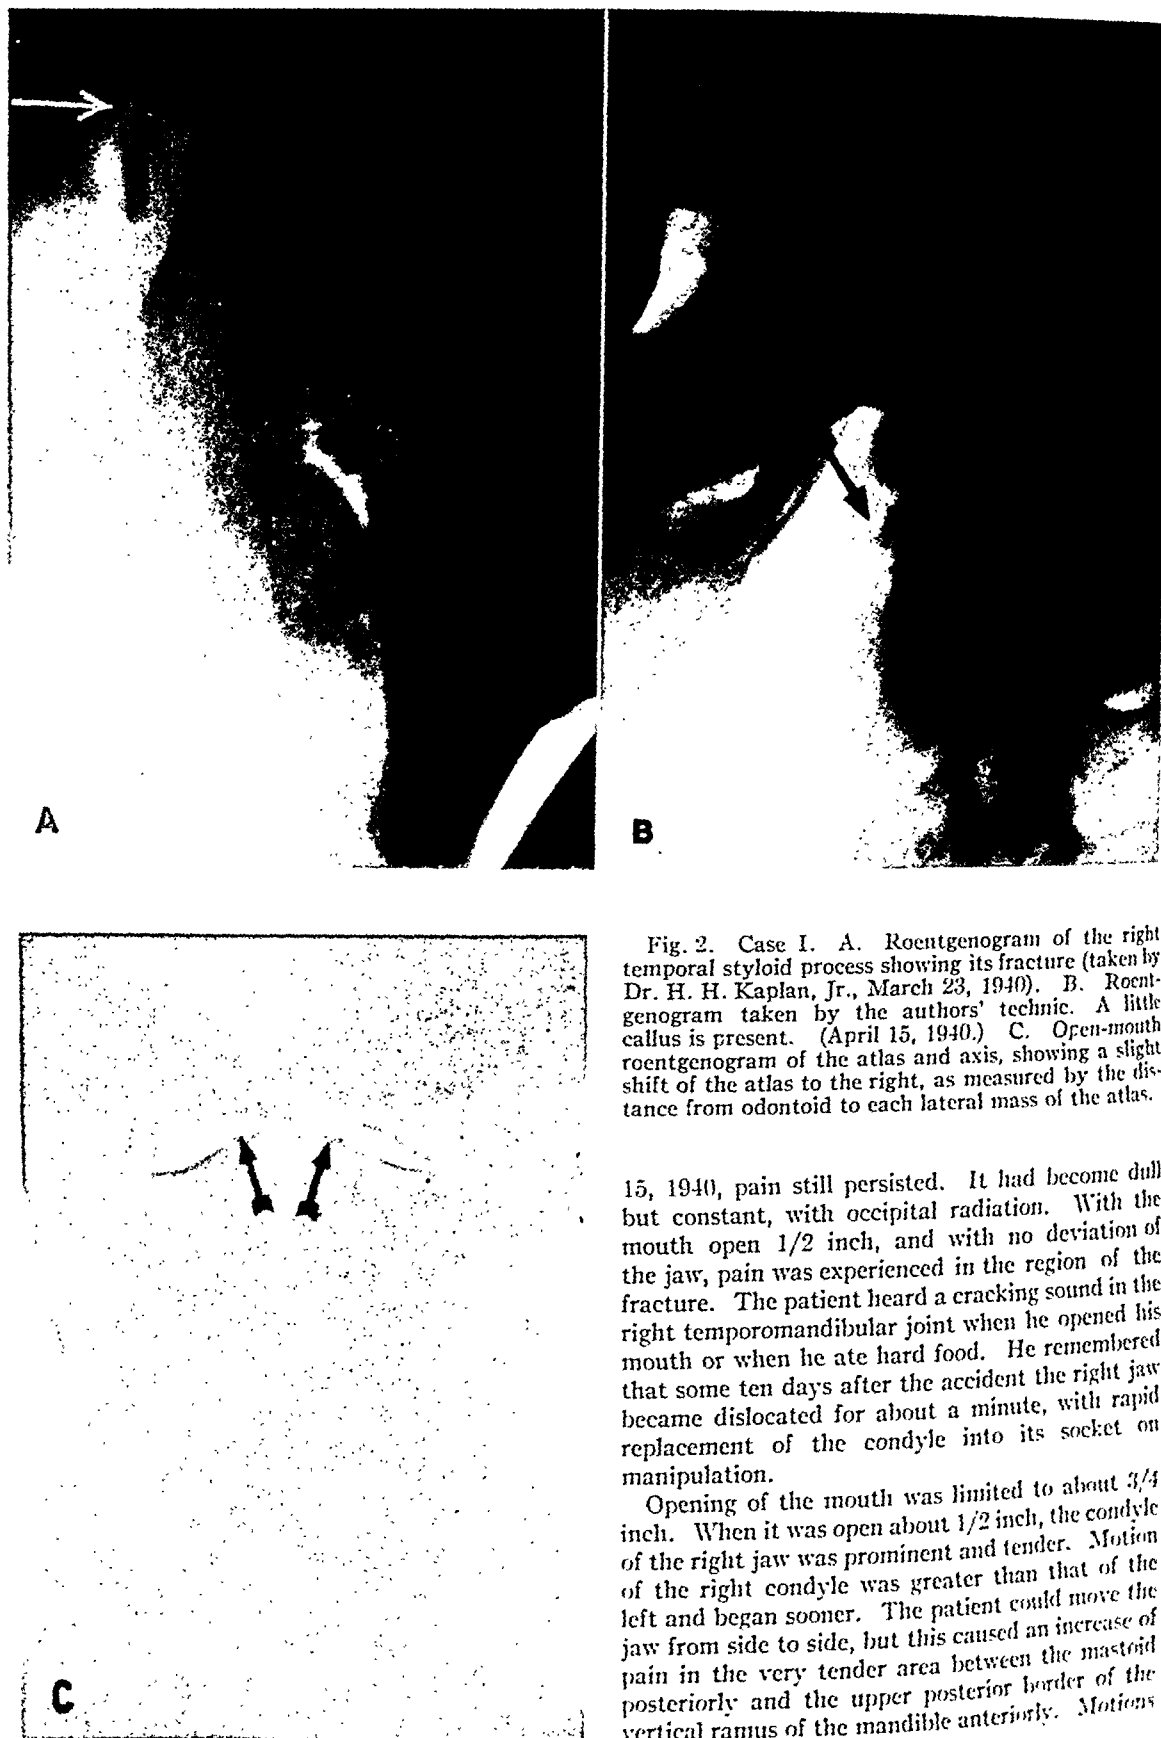 A
B
Fig. 2. Case I. A. Roentgenogram of the right
temporal styloid process showing its fracture (taken by
Dr. H. H. Kaplan, Jr., March 23, 1940). B. Roent-
genogram taken by the authors' technic. A little
callus is present. (April 15, 1940.) C. Open-mouth
roentgenogram of the atlas and axis, showing a slight
shift of the atlas to the right, as measured by the dis-
tance from odontoid to each lateral mass of the atlas.
C
15, 1940, pain still persisted. It had become dull
but constant, with occipital radiation. With the
mouth open 1/2 inch, and with no deviation of
the jaw, pain was experienced in the region of the
fracture. The patient heard a cracking sound in the
right temporomandibular joint when he opened his
mouth or when he ate hard food. He remembered
that some ten days after the accident the right jaw
became dislocated for about a minute, with rapid
replacement of the condyle into its socket on
manipulation.
Opening of the mouth was limited to about 3/4
inch. When it was open about 1/2 inch, the condyle
of the right jaw was prominent and tender. Motion
of the right condyle was greater than that of the
left and began sooner. The patient could move the
jaw from side to side, but this caused an increase of
pain in the very tender area between the mastoid
posteriorly and the upper posterior border of the
vertical ramus of the mandible anteriorly. Motions